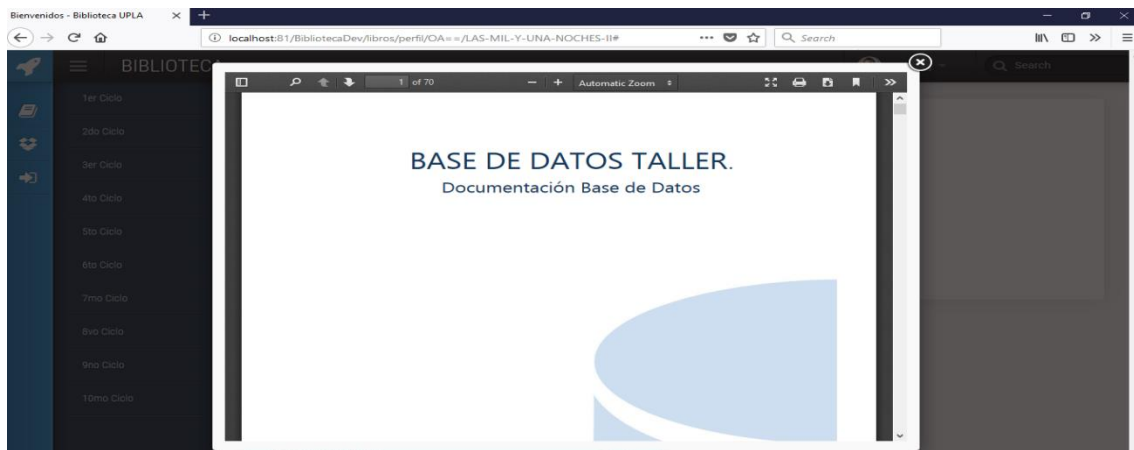 Bienvenidos - Biblioteca UPLA
localhost:81/BibliotecaDev/libros/perfil/OA==/LAS-MIL-Y-UNA-NOCHES-II#
Search
BIBLIOTECA
Search
1 of 70
Automatic Zoom
1er Ciclo
2do Ciclo
3er Ciclo
4to Ciclo
5to Ciclo
6to Ciclo
7mo Ciclo
8vo Ciclo
9no Ciclo
10mo Ciclo
BASE DE DATOS TALLER.
Documentación Base de Datos